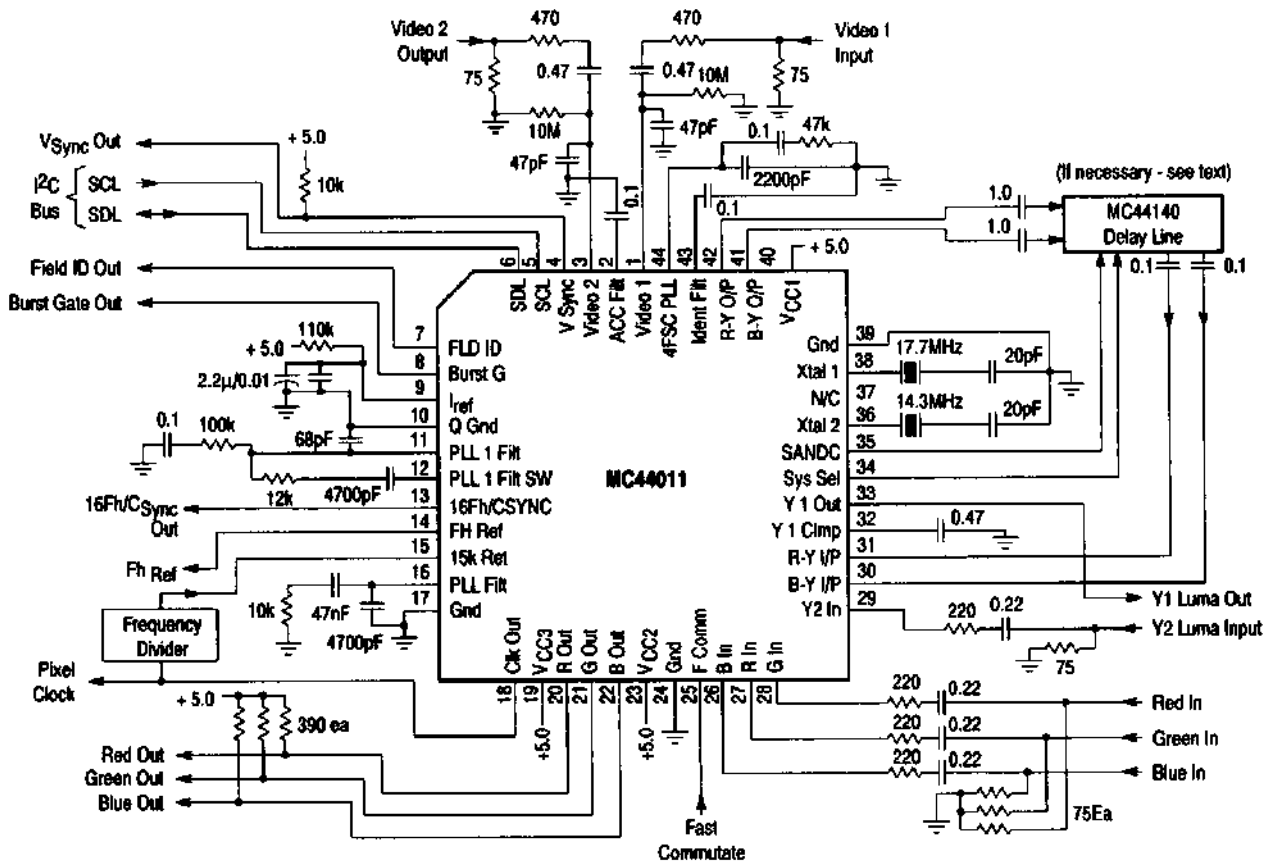 Video 2
Output
470
75
0.47
10M
47pF
0.1
470
Video 1
Input
0.47
10M
75
47pF
0.1
47k
2200pF
0.1
(If necessary - see text)
1.0
1.0
MC44140
Delay Line
0.1
0.1
VSync Out
I²C
Bus
SCL
SDL
+ 5.0
10k
Field ID Out
Burst Gate Out
6
5
4
3
2
1
44
43
42
41
40
+ 5.0
SDL
SCL
V Sync
Video 2
ACC Filt
Video 1
4FSC PLL
Ident Filt
R-Y O/P
B-Y O/P
VCC1
110k
+ 5.0
2.2µ/0.01
68pF
0.1
100k
12k
4700pF
16Fh/CSync
Out
Fh Ref
10k
47nF
4700pF
Frequency
Divider
Pixel
Clock
7
FLD ID
8
Burst G
9
Iref
10
Q Gnd
11
PLL 1 Filt
12
PLL 1 Filt SW
13
16Fh/CSYNC
14
FH Ref
15
15k Ret
16
PLL Filt
17
Gnd
MC44011
Gnd
39
Xtal 1
38
17.7MHz
20pF
N/C
37
Xtal 2
36
14.3MHz
20pF
SANDC
35
Sys Sel
34
Y 1 Out
33
Y 1 Clmp
32
0.47
R-Y I/P
31
B-Y I/P
30
Y2 In
29
Y1 Luma Out
Y2 Luma Input
220
0.22
75
Clk Out
VCC3
R Out
G Out
B Out
VCC2
Gnd
F Comm
B In
R In
G In
18
19
20
21
22
23
24
25
26
27
28
+5.0
+5.0
+ 5.0
390 ea
Red Out
Green Out
Blue Out
Fast
Commutate
220
0.22
Red In
220
0.22
Green In
220
0.22
Blue In
75Ea